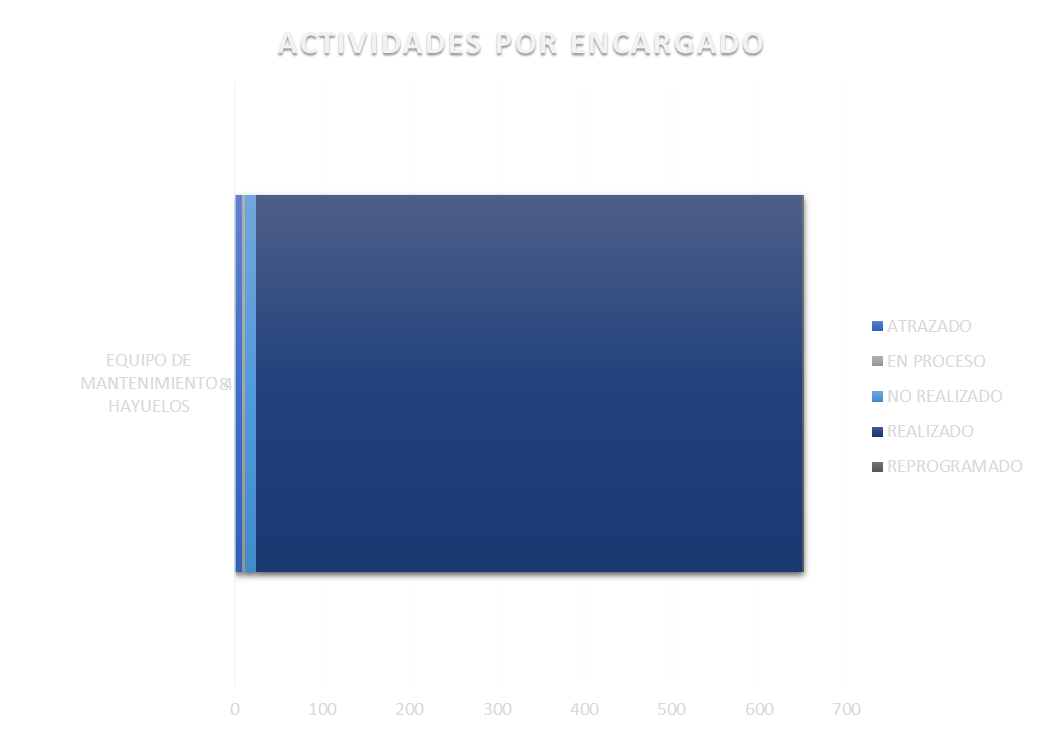 ACTIVIDADES POR ENCARGADO
EQUIPO DE
MANTENIMIENTO
HAYUELOS
ATRAZADO
EN PROCESO
NO REALIZADO
REALIZADO
REPROGRAMADO
0 100 200 300 400 500 600 700